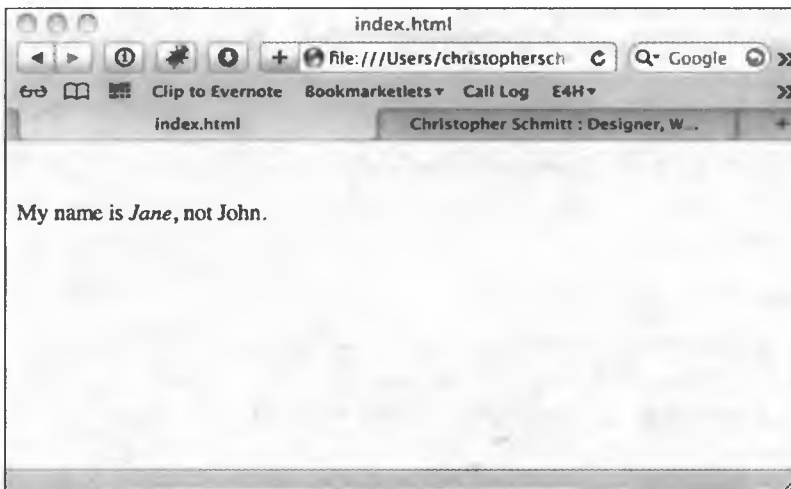 index.html
file:///Users/christophersch
Google
Clip to Evernote Bookmarketlets Call Log E4H
index.html Christopher Schmitt : Designer, W...
My name is Jane, not John.